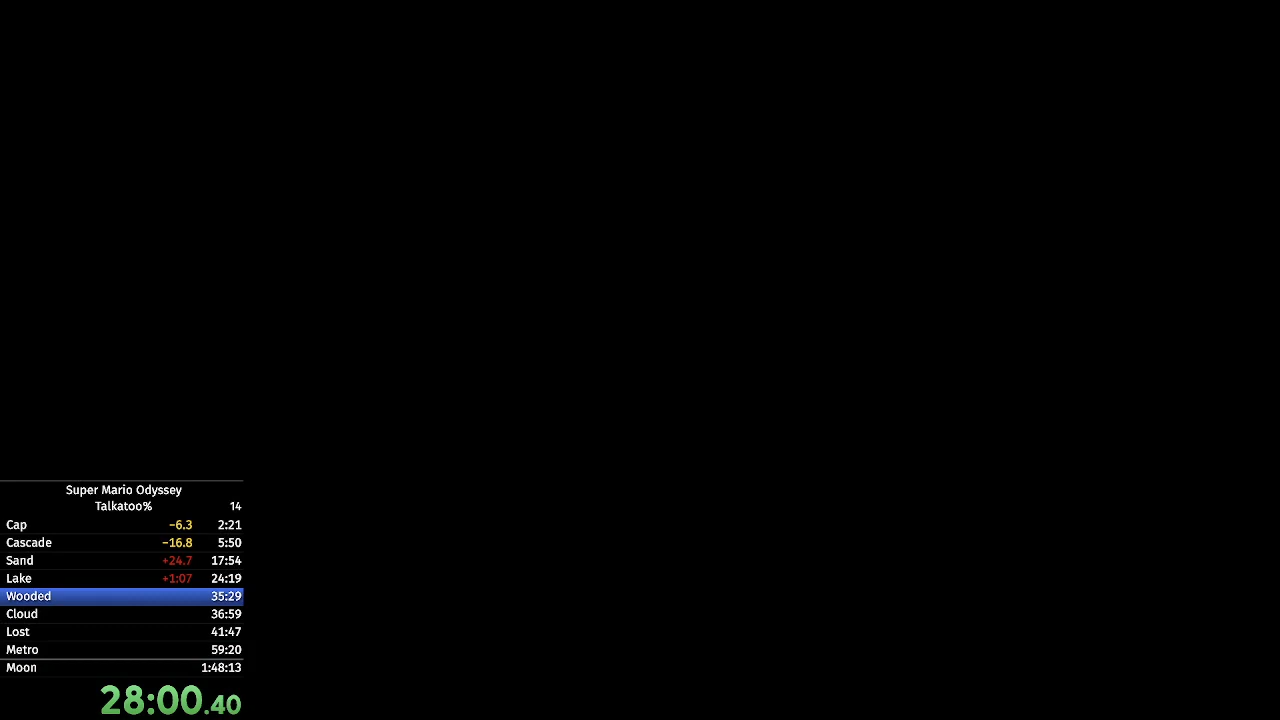 Super Mario Odyssey
Talkatoo% 14
Cap −6.3 2:21
Cascade −16.8 5:50
Sand +24.7 17:54
Lake +1:07 24:19
Wooded 35:29
Cloud 36:59
Lost 41:47
Metro 59:20
Moon 1:48:13
28:00.40